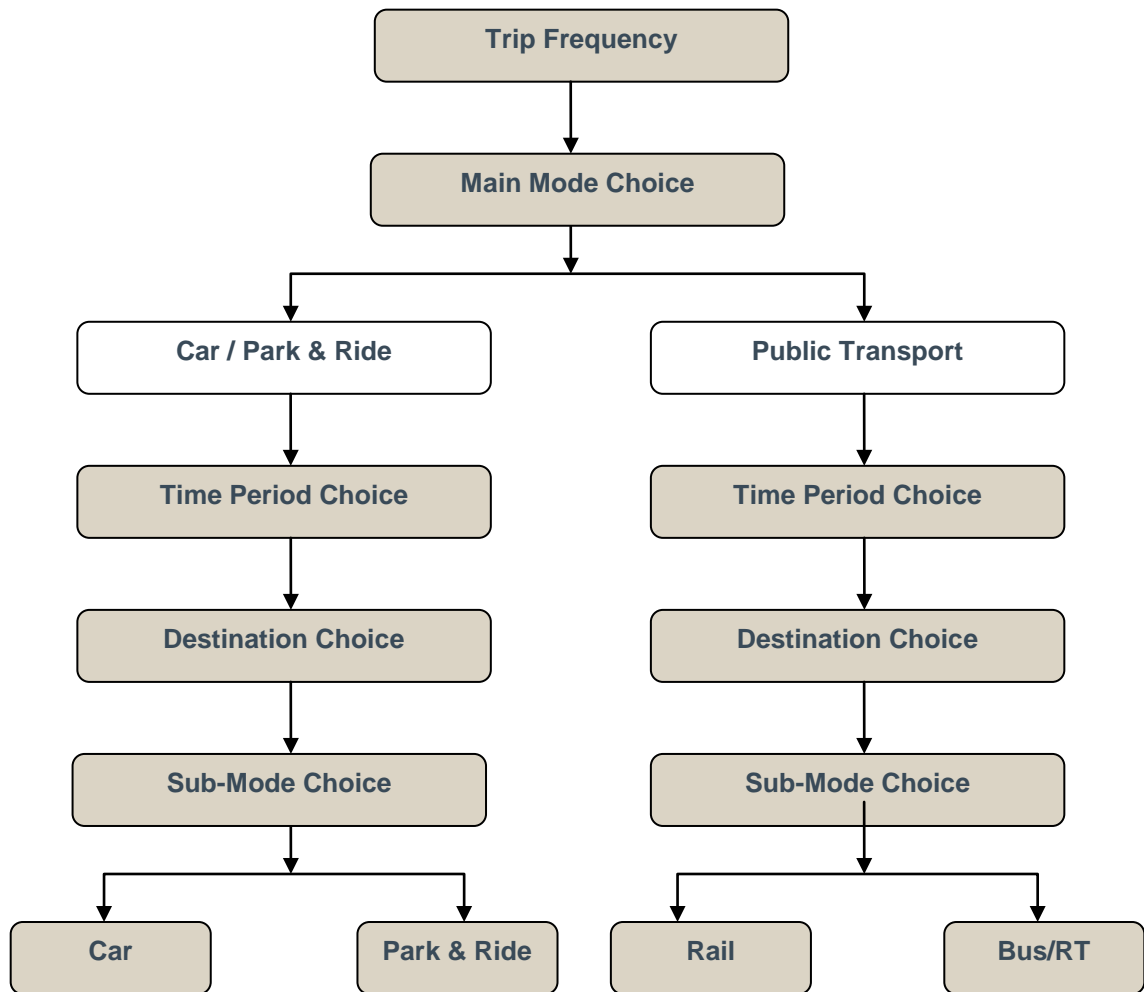 Trip Frequency
Main Mode Choice
Car / Park & Ride
Public Transport
Time Period Choice
Time Period Choice
Destination Choice
Destination Choice
Sub-Mode Choice
Sub-Mode Choice
Car
Park & Ride
Rail
Bus/RT